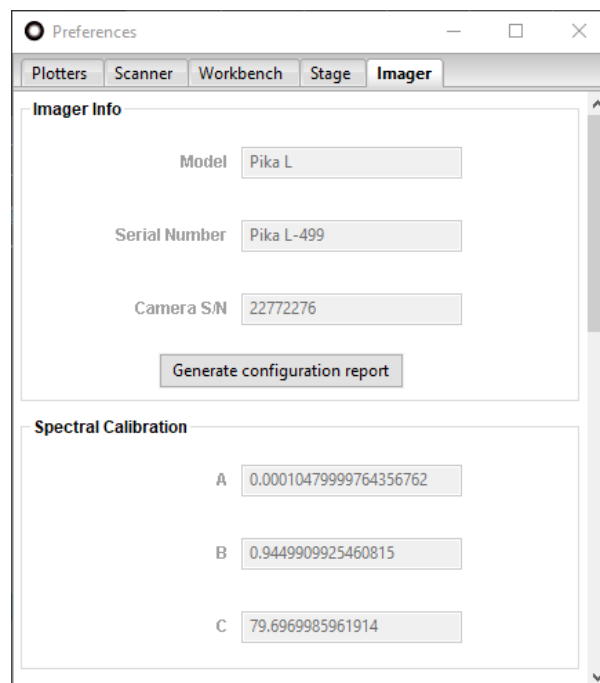 Preferences
Plotters Scanner Workbench Stage Imager
Imager Info
Model Pika L
Serial Number Pika L-499
Camera S/N 22772276
Generate configuration report
Spectral Calibration
A 0.00010479999764356762
B 0.9449909925460815
C 79.6969985961914